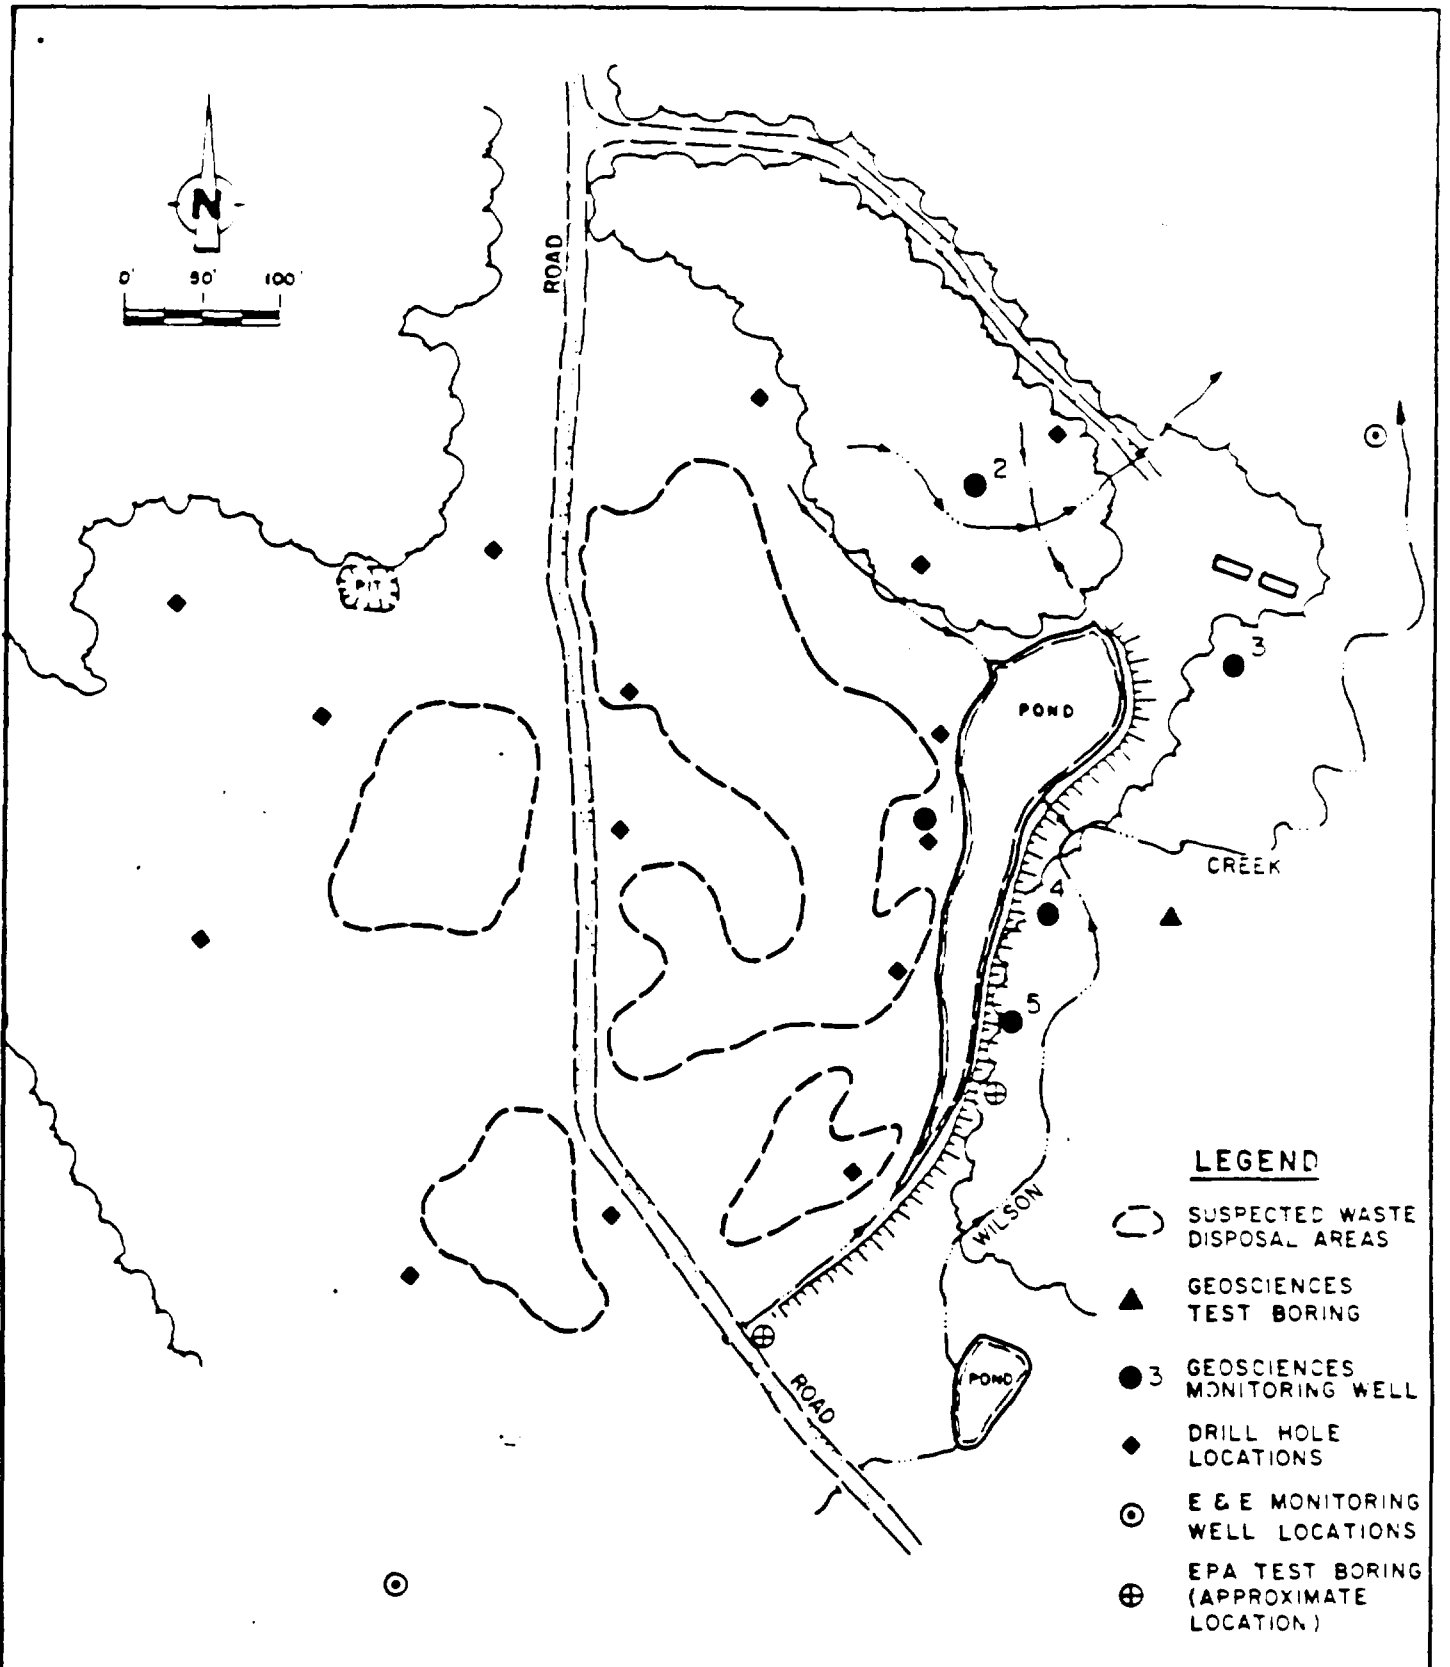 N
0' 50' 100'
ROAD
2
PIT
3
POND
1
CREEK
4
5
WILSON
POND
ROAD
LEGEND
SUSPECTED WASTE
DISPOSAL AREAS
GEOSCIENCES
TEST BORING
3 GEOSCIENCES
MONITORING WELL
DRILL HOLE
LOCATIONS
E & E MONITORING
WELL LOCATIONS
EPA TEST BORING
(APPROXIMATE
LOCATION)